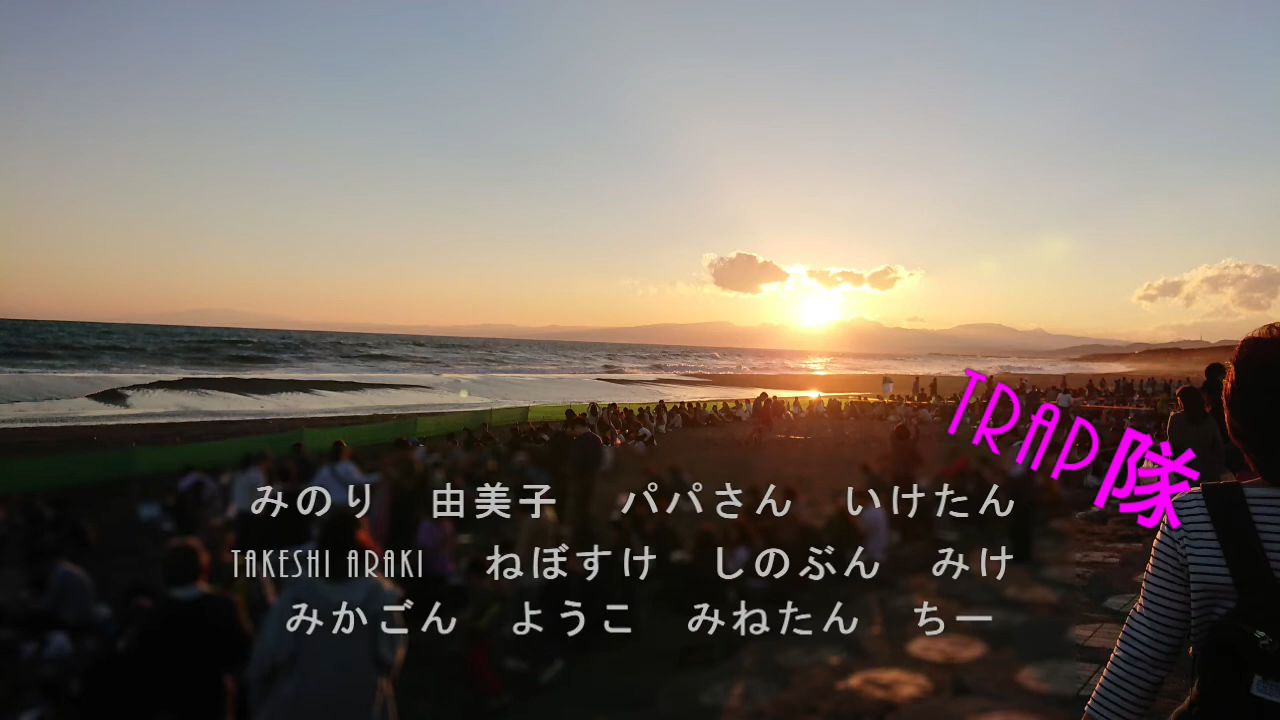 TRAP隊
みのり 由美子 パパさん いけたん
TAKESHI ARAKI ねぼすけ しのぶん みけ
みかごん ようこ みねたん ちー